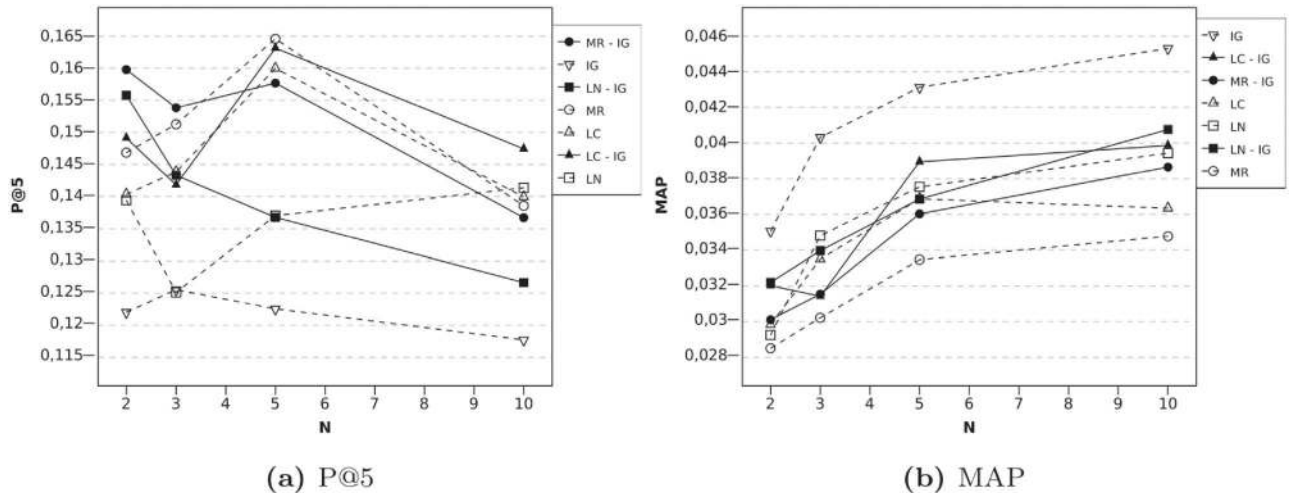 P@5
0,165
0,16
0,155
0,15
0,145
0,14
0,135
0,13
0,125
0,12
0,115
2 3 4 5 6 7 8 9 10
N
MR - IG
IG
LN - IG
MR
LC
LC - IG
LN
(a) P@5
MAP
0,046
0,044
0,042
0,04
0,038
0,036
0,034
0,032
0,03
0,028
2 3 4 5 6 7 8 9 10
N
IG
LC - IG
MR - IG
LC
LN
LN - IG
MR
(b) MAP